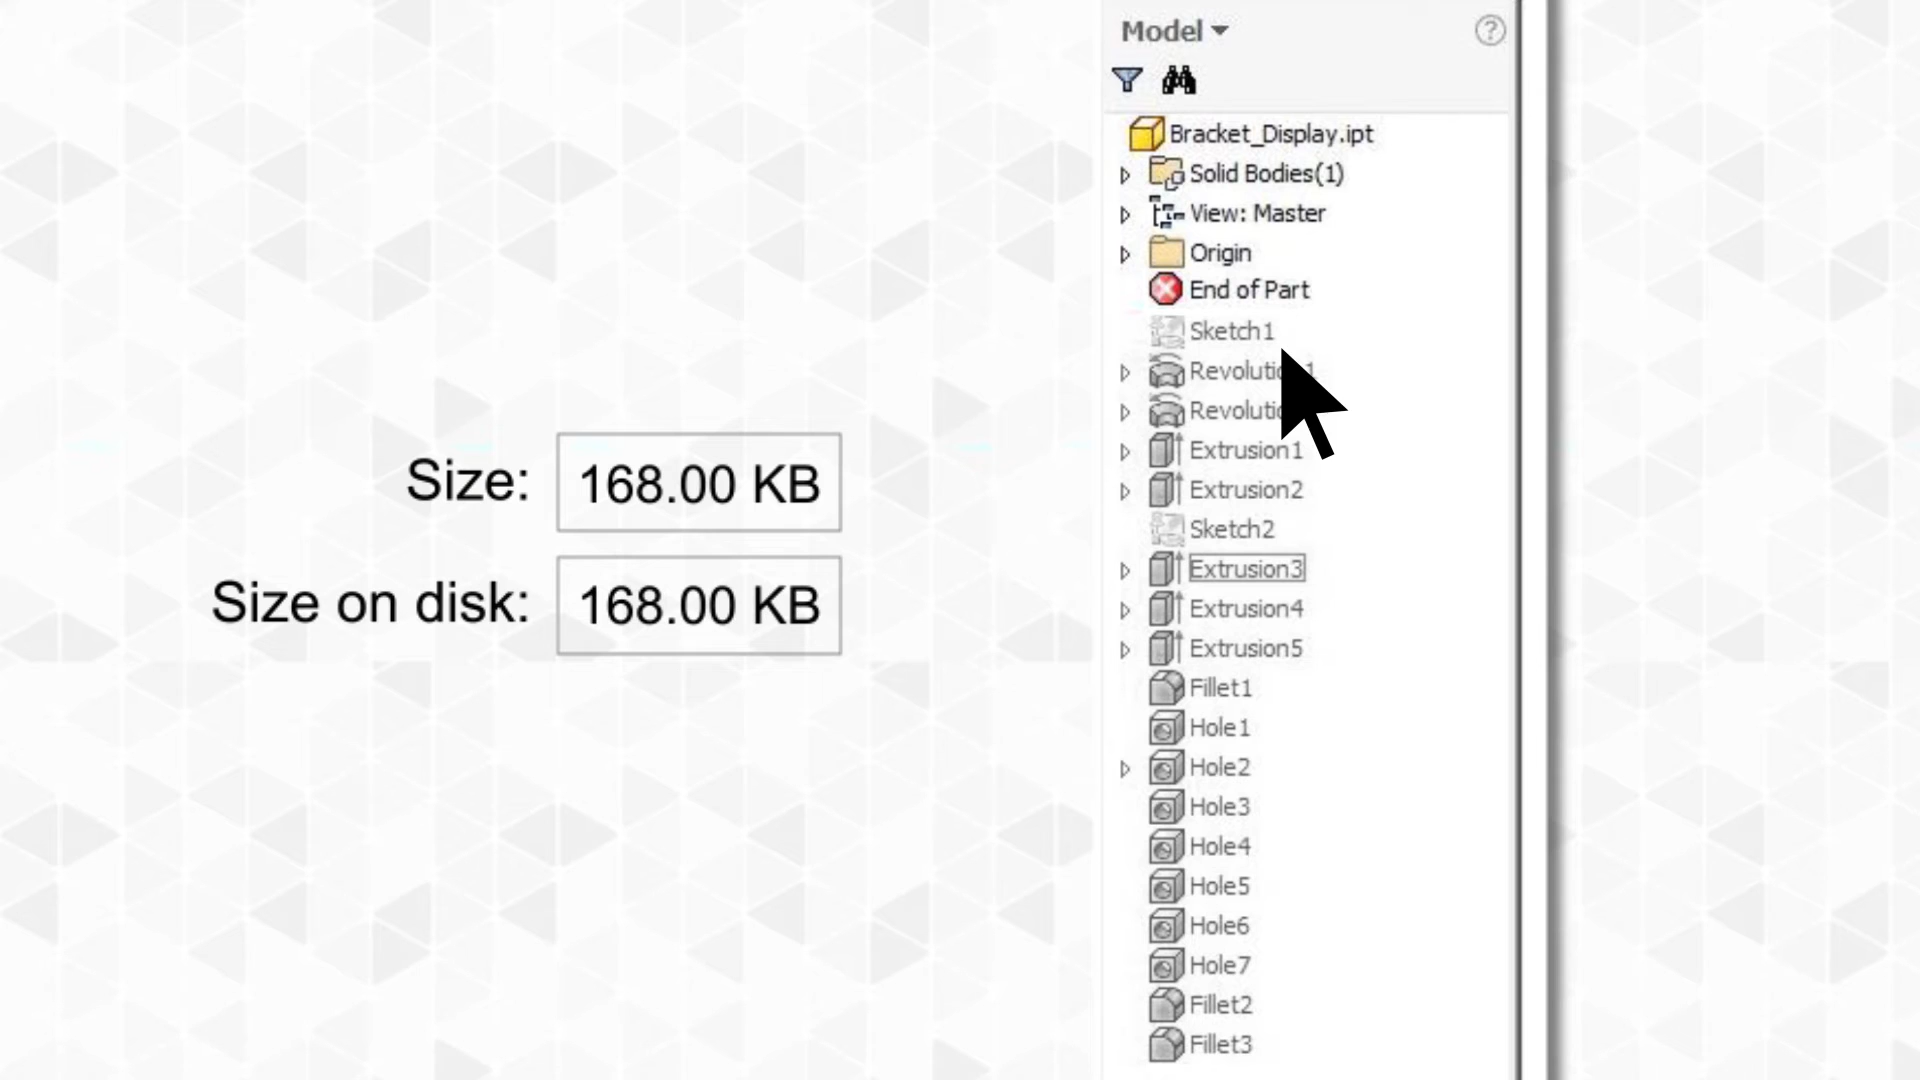 Model
?
Bracket_Display.ipt
Solid Bodies(1)
View: Master
Origin
End of Part
Sketch1
Extrusion1
Extrusion2
Sketch2
Extrusion3
Extrusion4
Extrusion5
Fillet1
Hole1
Hole2
Hole3
Hole4
Hole5
Hole6
Hole7
Fillet2
Fillet3
Size: 168.00 KB
Size on disk: 168.00 KB